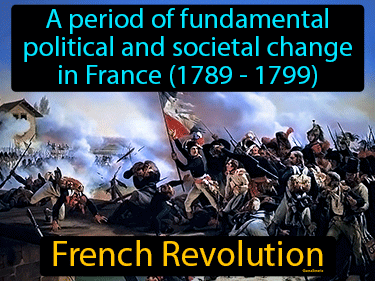 A period of fundamental
political and societal change
in France (1789 - 1799)
French Revolution